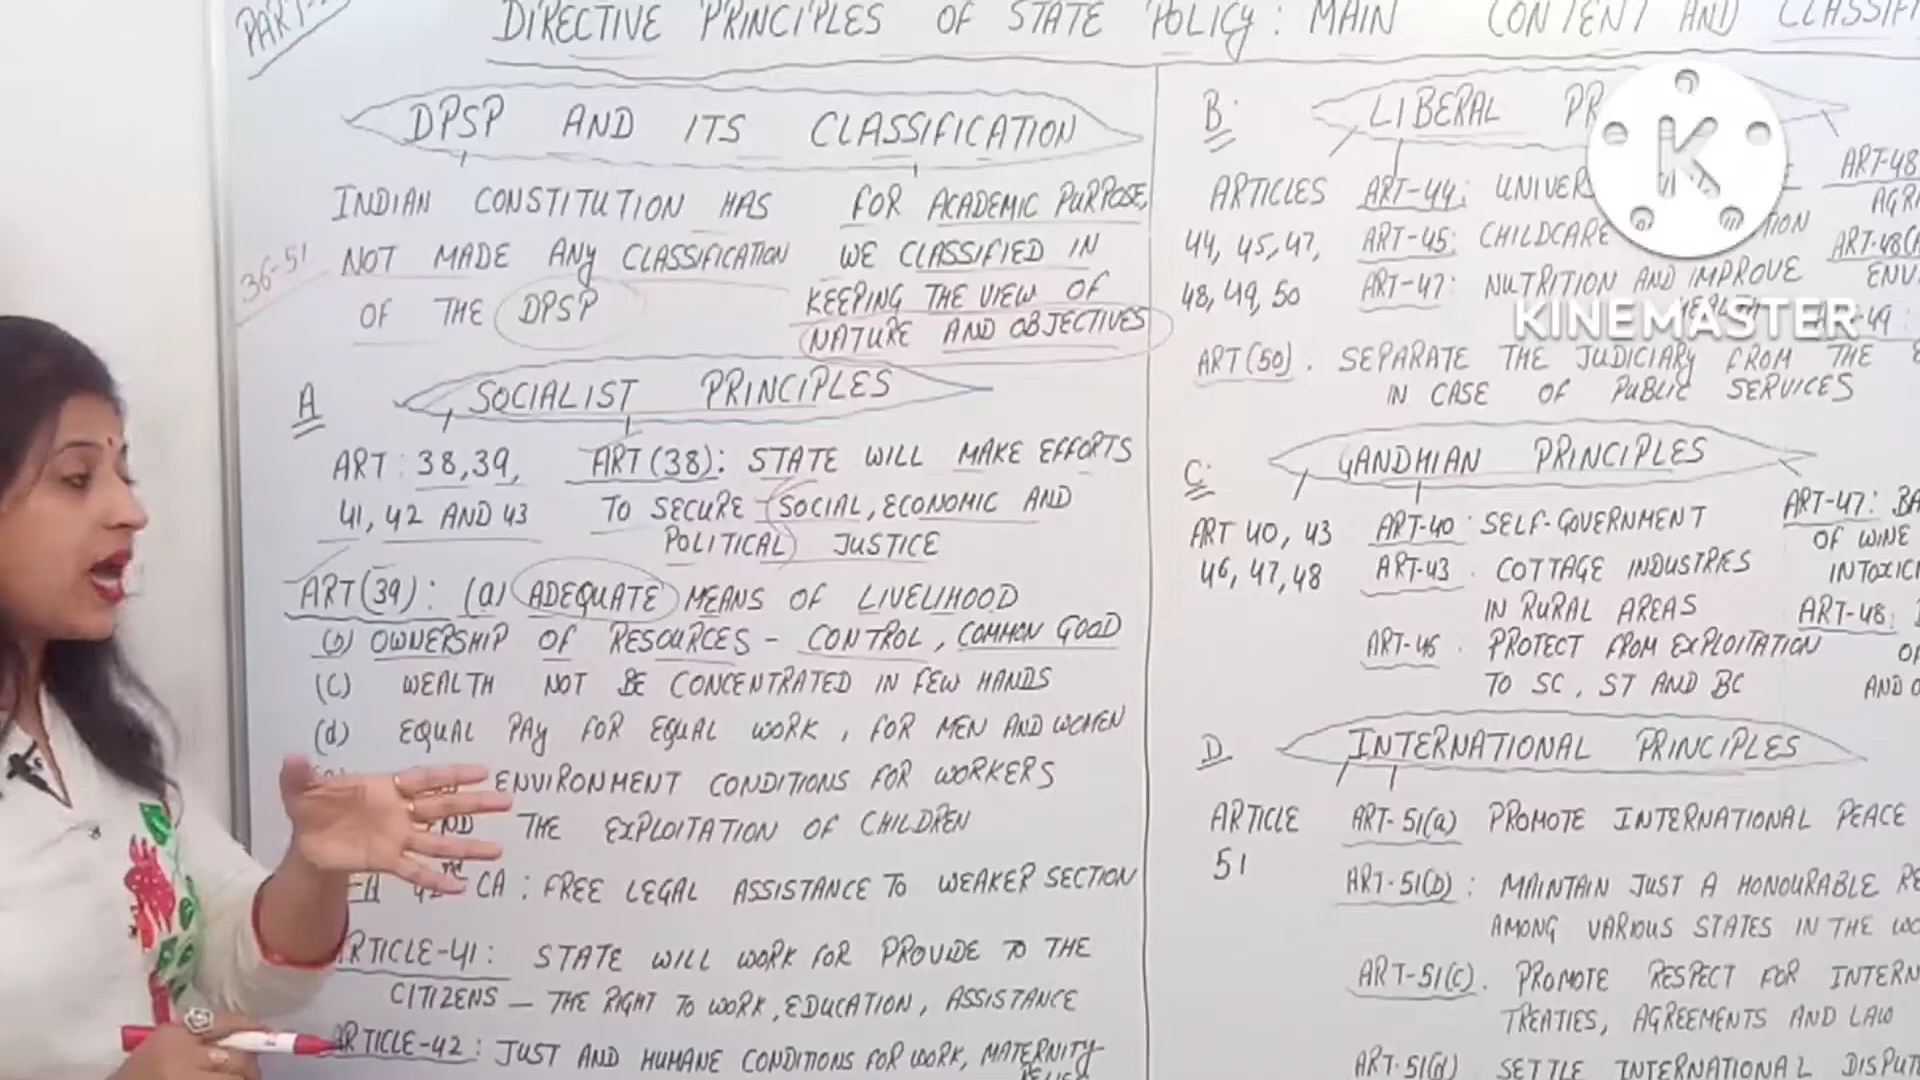 PART-
DIRECTIVE PRINCIPLES OF STATE POLICY: MAIN CONTENT AND CLASSIFI
DPSP AND ITS CLASSIFICATION
INDIAN CONSTITUTION HAS
NOT MADE ANY CLASSIFICATION
OF THE DPSP
36-51
FOR ACADEMIC PURPOSE,
WE CLASSIFIED IN
KEEPING THE VIEW OF
NATURE AND OBJECTIVES
A
SOCIALIST PRINCIPLES
ART: 38,39,
41, 42 AND 43
ART(38): STATE WILL MAKE EFFORTS
TO SECURE (SOCIAL, ECONOMIC AND
POLITICAL) JUSTICE
ART(39): (a) ADEQUATE MEANS OF LIVELIHOOD
(b) OWNERSHIP OF RESOURCES - CONTROL, COMMON GOOD
(C) WEALTH NOT BE CONCENTRATED IN FEW HANDS
(d) EQUAL PAY FOR EQUAL WORK, FOR MEN AND WOMEN
ENVIRONMENT CONDITIONS FOR WORKERS
THE EXPLOITATION OF CHILDREN
CA: FREE LEGAL ASSISTANCE TO WEAKER SECTION
ARTICLE-41: STATE WILL WORK FOR PROVIDE TO THE
CITIZENS - THE RIGHT TO WORK, EDUCATION, ASSISTANCE
ARTICLE-42: JUST AND HUMANE CONDITIONS FOR WORK, MATERNITY
B.
LIBERAL PR
ARTICLES
44, 45, 47,
48, 49, 50
ART-44: UNIVER
ART-45: CHILDCARE
ART-47: NUTRITION AND IMPROVE
ART-48
AGR
ART-48(A
ENV
ART(50). SEPARATE THE JUDICIARY FROM THE
IN CASE OF PUBLIC SERVICES
K
KINEMASTER
C.
GANDHIAN PRINCIPLES
ART 40, 43
46, 47, 48
ART-40: SELF-GOVERNMENT
ART-43. COTTAGE INDUSTRIES
IN RURAL AREAS
ART-46. PROTECT FROM EXPLOITATION
TO SC, ST AND BC
ART-47: BA
OF WINE
INTOXIC
ART-48:
OF
AND
D
INTERNATIONAL PRINCIPLES
ARTICLE
51
ART-51(a) PROMOTE INTERNATIONAL PEACE
ART-51(b): MAINTAIN JUST A HONOURABLE RE
AMONG VARIOUS STATES IN THE WO
ART-51(C). PROMOTE RESPECT FOR INTERN
TREATIES, AGREEMENTS AND LAW
ART-51(d) SETTLE INTERNATIONAL DISPUT